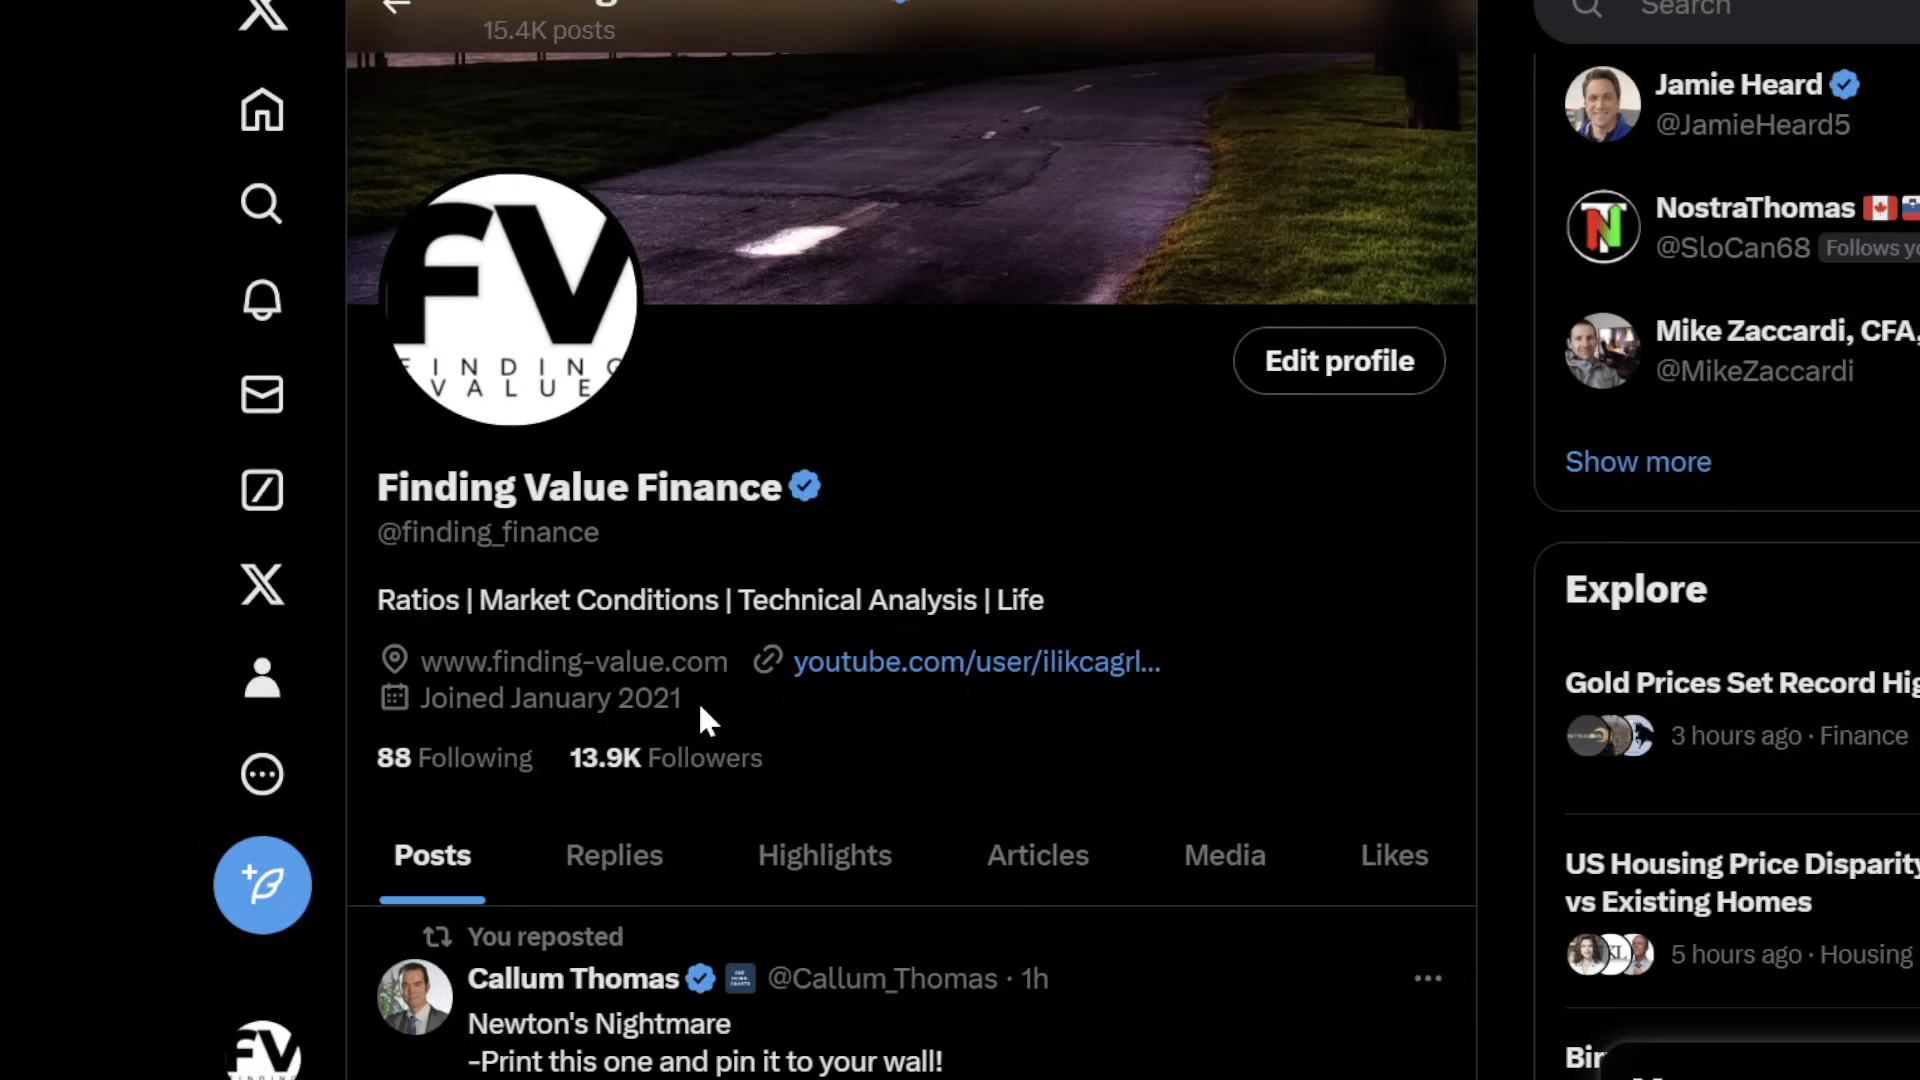 15.4K posts
Search
FV
FINDING
VALUE
Edit profile
Finding Value Finance
@finding_finance
Ratios | Market Conditions | Technical Analysis | Life
www.finding-value.com youtube.com/user/ilikcagrl...
Joined January 2021
88 Following 13.9K Followers
Posts Replies Highlights Articles Media Likes
You reposted
Callum Thomas @Callum_Thomas · 1h
Newton's Nightmare
-Print this one and pin it to your wall!
FV
Jamie Heard
@JamieHeard5
NostraThomas
@SloCan68 Follows yo
Mike Zaccardi, CFA,
@MikeZaccardi
Show more
Explore
Gold Prices Set Record Hig
3 hours ago · Finance
US Housing Price Disparity
vs Existing Homes
5 hours ago · Housing